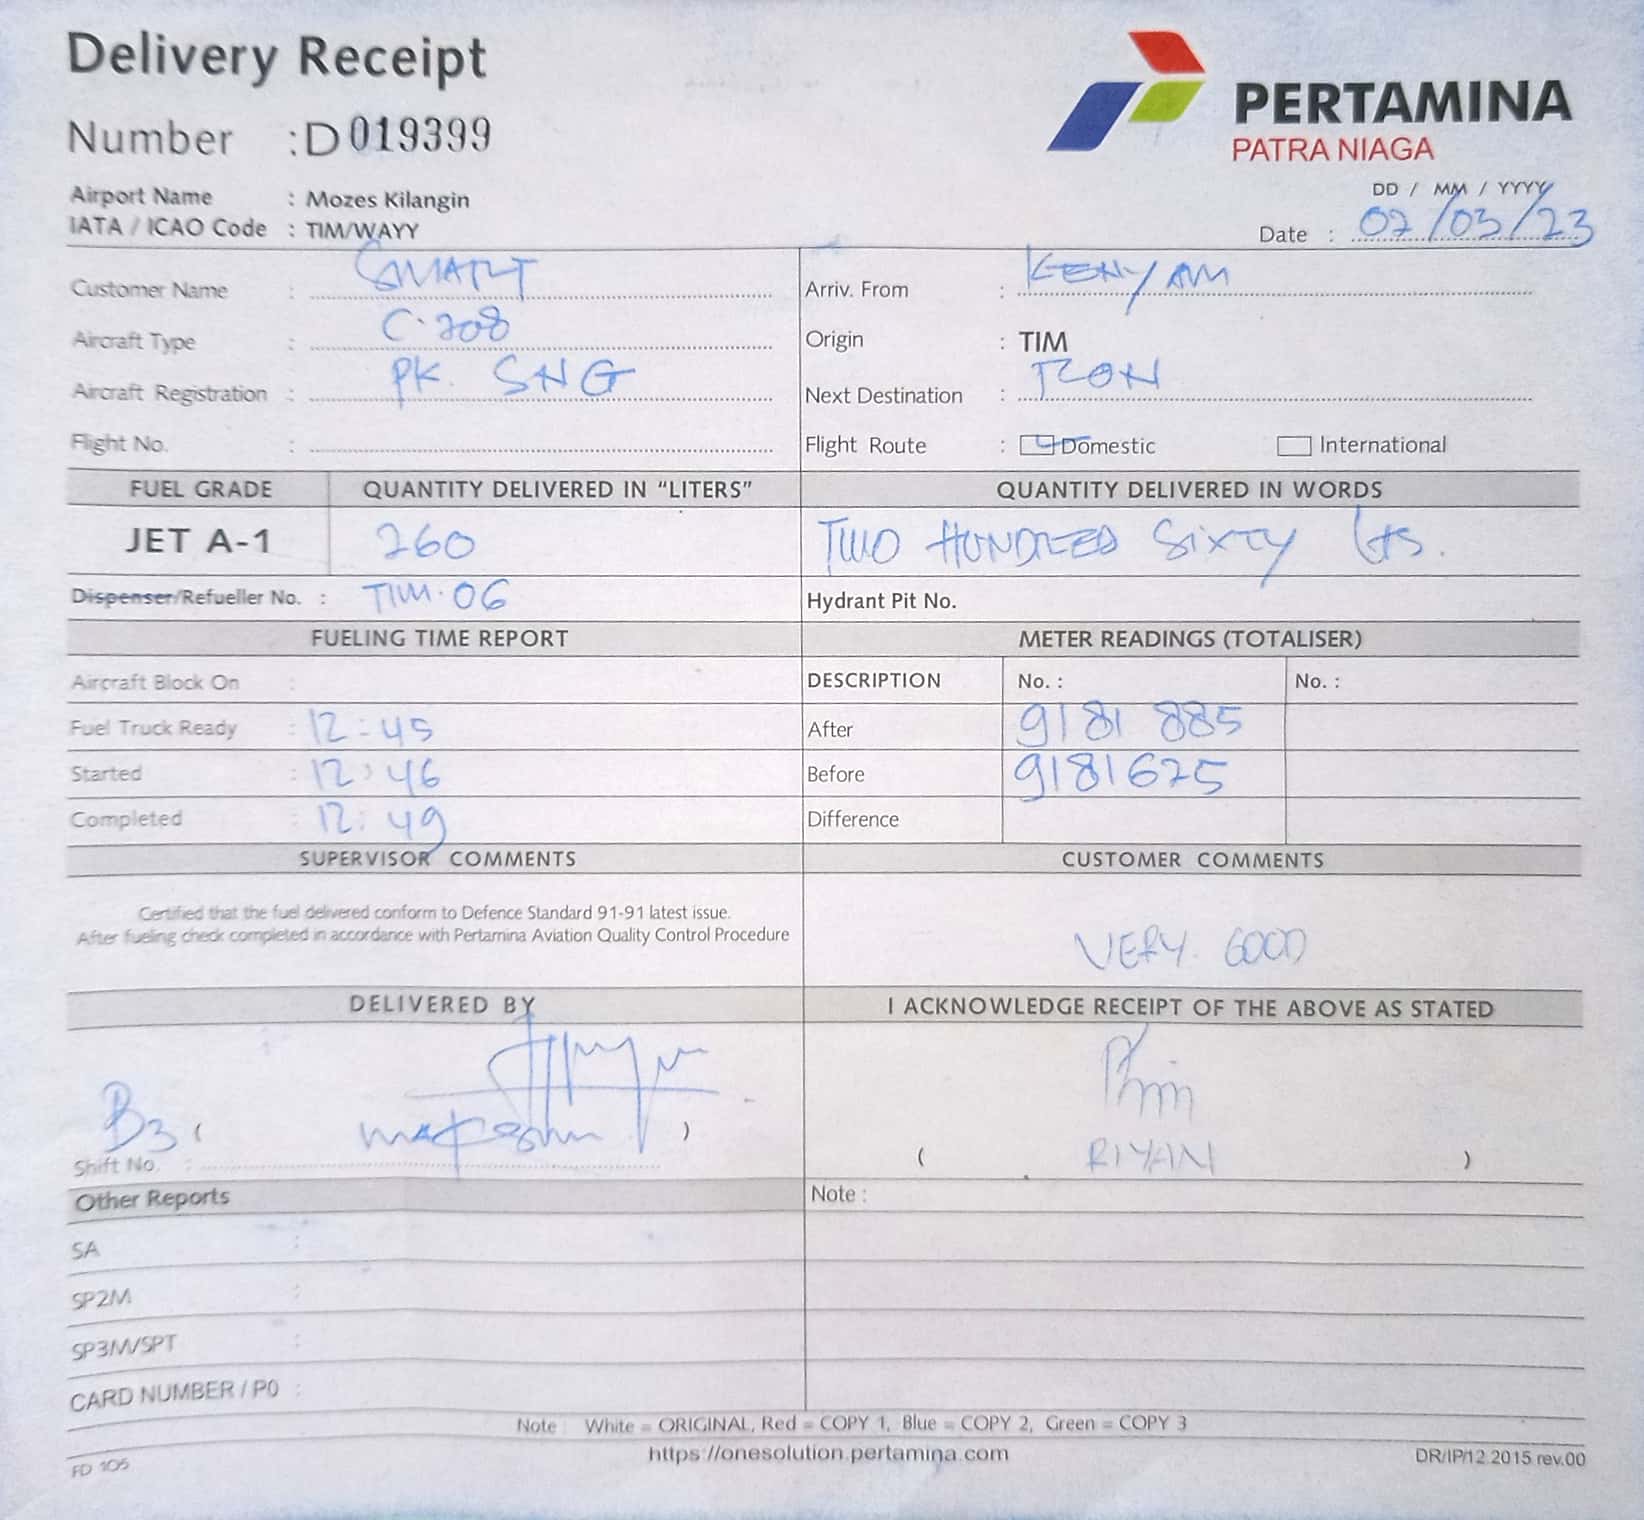 Delivery Receipt
Number : D 019399
PERTAMINA
PATRA NIAGA
Airport Name : Mozes Kilangin
IATA / ICAO Code : TIM/WAYY
DD / MM / YYYY
Date : 07/03/23
Customer Name : SMART
Arriv. From : KENYAM
Aircraft Type : C.208
Origin : TIM
Aircraft Registration : PK. SNG
Next Destination : RON
Flight No. :
Flight Route : Domestic International
FUEL GRADE QUANTITY DELIVERED IN "LITERS" QUANTITY DELIVERED IN WORDS
JET A-1 260 TWO HUNDRED SIXTY Lts.
Dispenser/Refueller No. : TIM.06 Hydrant Pit No.
FUELING TIME REPORT METER READINGS (TOTALISER)
Aircraft Block On : DESCRIPTION No. : No. :
Fuel Truck Ready : 12:45 After 9181 885
Started : 12:46 Before 9181625
Completed : 12:49 Difference
SUPERVISOR COMMENTS CUSTOMER COMMENTS
Certified that the fuel delivered conform to Defence Standard 91-91 latest issue.
After fueling check completed in accordance with Pertamina Aviation Quality Control Procedure
VERY. GOOD
DELIVERED BY I ACKNOWLEDGE RECEIPT OF THE ABOVE AS STATED
B3 ( )
Shift No. :
( RIYAN )
Other Reports Note :
SA :
SP2M :
SP3M/SPT :
CARD NUMBER / PO :
Note White = ORIGINAL, Red = COPY 1, Blue = COPY 2, Green = COPY 3
https://onesolution.pertamina.com
FD 105
DR/IP/12.2015 rev.00